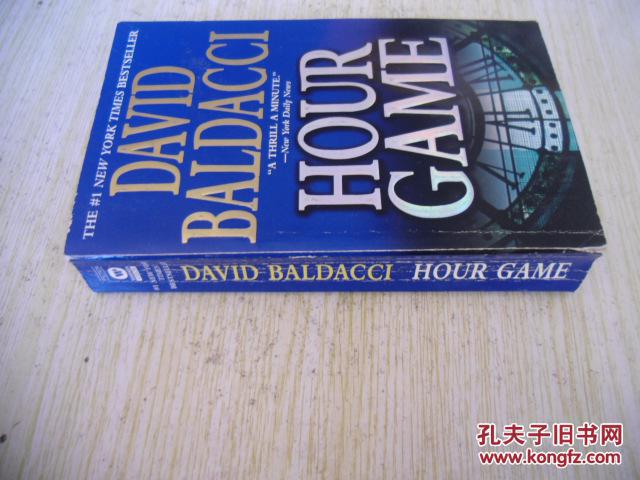 THE #1 NEW YORK TIMES BESTSELLER
DAVID
BALDACCI
"A THRILL A MINUTE."
—New York Daily News
HOUR
GAME
DAVID BALDACCI HOUR GAME
孔夫子旧书网
www.kongfz.com